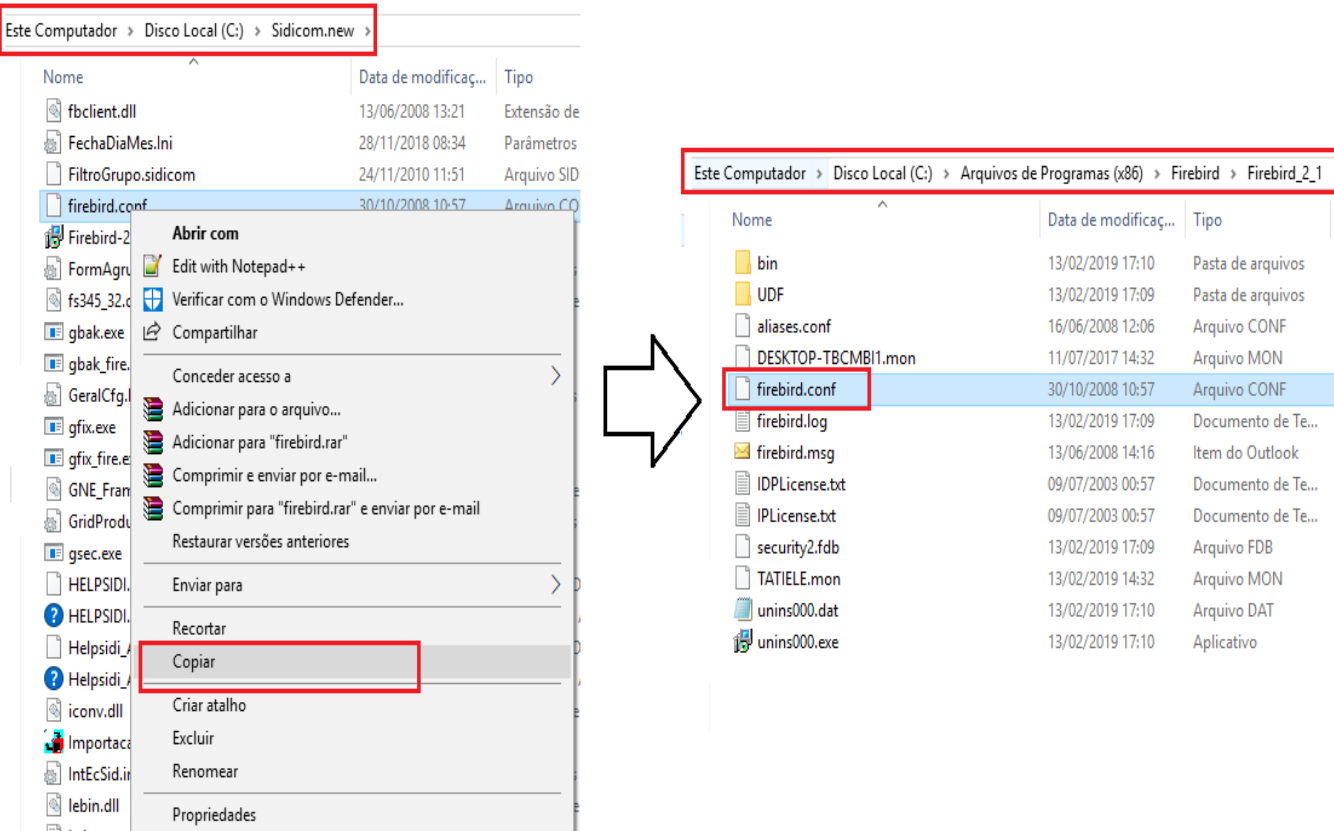 Este Computador > Disco Local (C:) > Sidicom.new >
Nome Data de modificaç... Tipo
fbclient.dll 13/06/2008 13:21 Extensão de
FechaDiaMes.Ini 28/11/2018 08:34 Parâmetros
FiltroGrupo.sidicom 24/11/2010 11:51 Arquivo SID
firebird.conf 30/10/2008 10:57 Arquivo CO
Firebird-2
FormAgru
fs345_32.d
gbak.exe
gbak_fire.
GeralCfg.I
gfix.exe
gfix_fire.e
GNE_Fram
GridProdu
gsec.exe
HELPSIDI.
HELPSIDI.
Helpsidi_A
Helpsidi_A
iconv.dll
Importaca
IntEcSid.in
lebin.dll
Abrir com
Edit with Notepad++
Verificar com o Windows Defender...
Compartilhar
Conceder acesso a >
Adicionar para o arquivo...
Adicionar para "firebird.rar"
Comprimir e enviar por e-mail...
Comprimir para "firebird.rar" e enviar por e-mail
Restaurar versões anteriores
Enviar para >
Recortar
Copiar
Criar atalho
Excluir
Renomear
Propriedades
Este Computador > Disco Local (C:) > Arquivos de Programas (x86) > Firebird > Firebird_2_1
Nome Data de modificaç... Tipo
bin 13/02/2019 17:10 Pasta de arquivos
UDF 13/02/2019 17:09 Pasta de arquivos
aliases.conf 16/06/2008 12:06 Arquivo CONF
DESKTOP-TBCMBI1.mon 11/07/2017 14:32 Arquivo MON
firebird.conf 30/10/2008 10:57 Arquivo CONF
firebird.log 13/02/2019 17:09 Documento de Te...
firebird.msg 13/06/2008 14:16 Item do Outlook
IDPLicense.txt 09/07/2003 00:57 Documento de Te...
IPLicense.txt 09/07/2003 00:57 Documento de Te...
security2.fdb 13/02/2019 17:09 Arquivo FDB
TATIELE.mon 13/02/2019 14:32 Arquivo MON
unins000.dat 13/02/2019 17:10 Arquivo DAT
unins000.exe 13/02/2019 17:10 Aplicativo